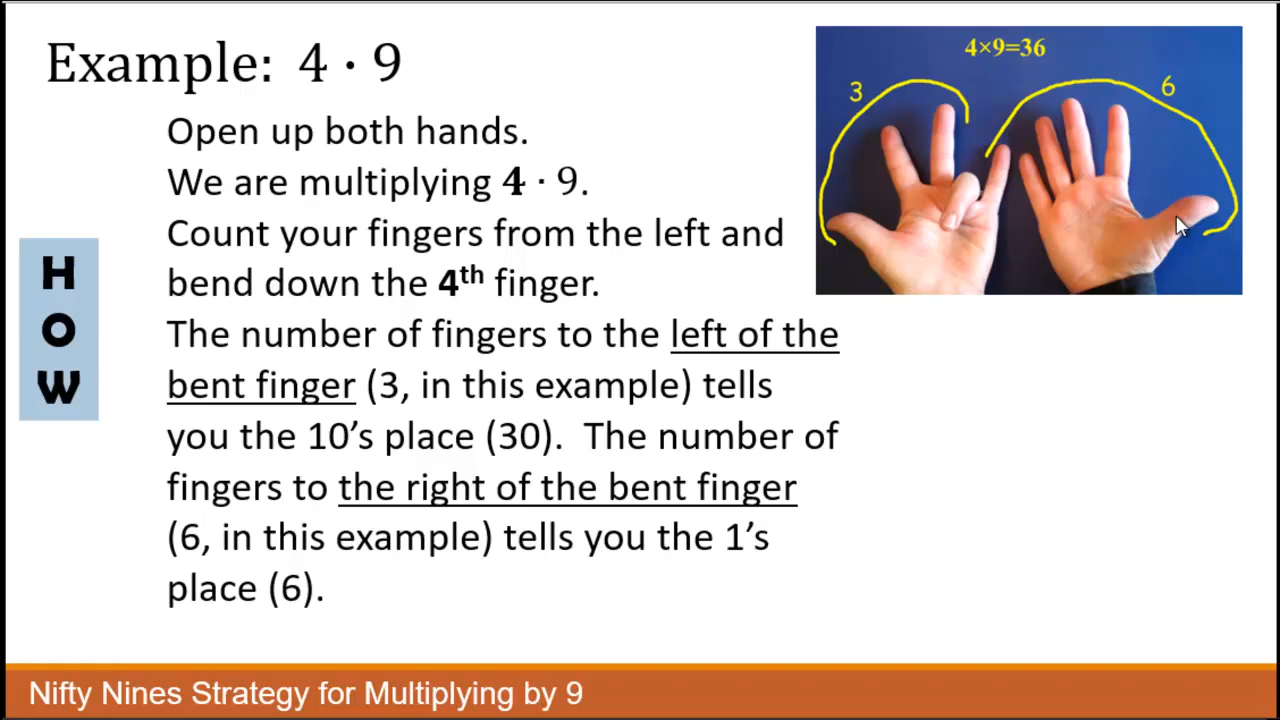 Example: 4 · 9
4×9=36
3
6
Open up both hands.
We are multiplying 4 · 9.
Count your fingers from the left and
bend down the 4th finger.
The number of fingers to the left of the
bent finger (3, in this example) tells
you the 10’s place (30).  The number of
fingers to the right of the bent finger
(6, in this example) tells you the 1’s
place (6).
H
O
W
Nifty Nines Strategy for Multiplying by 9